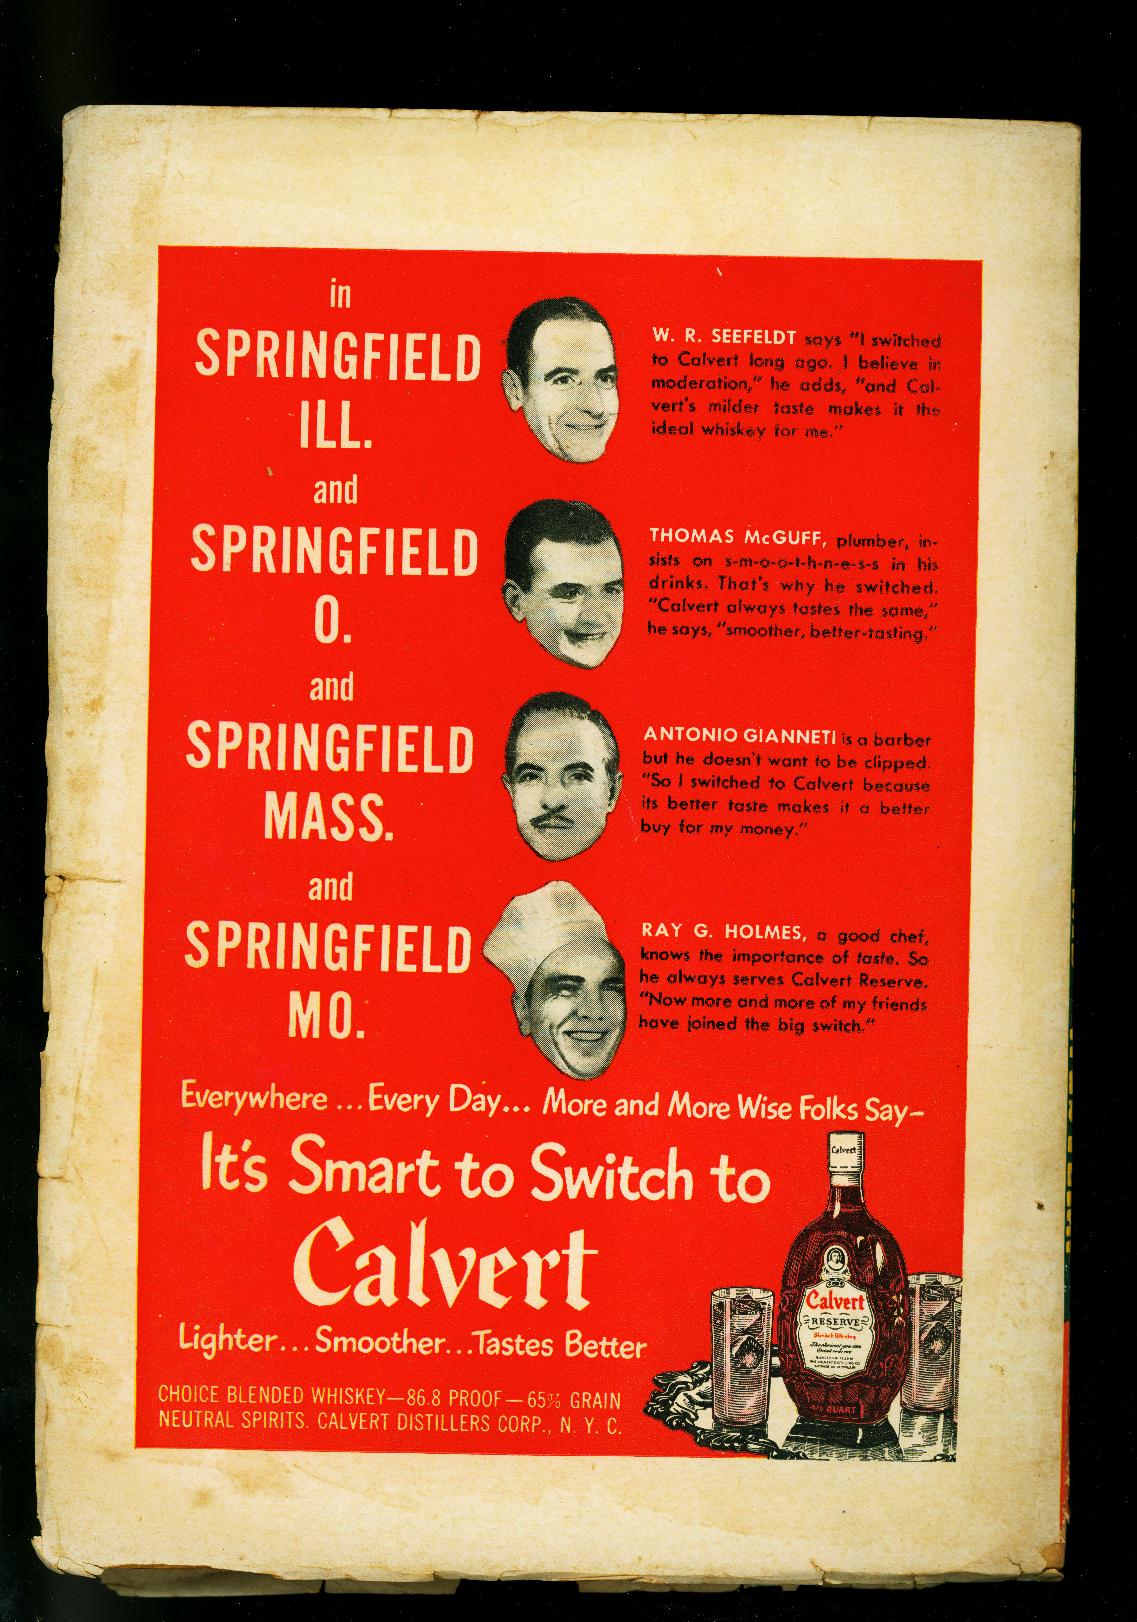 in
SPRINGFIELD
ILL.
and
SPRINGFIELD
O.
and
SPRINGFIELD
MASS.
and
SPRINGFIELD
MO.
W. R. SEEFELDT says "I switched
to Calvert long ago. I believe in
moderation," he adds, "and Cal-
vert's milder taste makes it the
ideal whiskey for me."
THOMAS McGUFF, plumber, in-
sists on s-m-o-o-t-h-n-e-s-s in his
drinks. That's why he switched.
"Calvert always tastes the same,"
he says, "smoother, better-tasting."
ANTONIO GIANNETI is a barber
but he doesn't want to be clipped.
"So I switched to Calvert because
its better taste makes it a better
buy for my money."
RAY G. HOLMES, a good chef,
knows the importance of taste. So
he always serves Calvert Reserve.
"Now more and more of my friends
have joined the big switch."
Everywhere ... Every Day... More and More Wise Folks Say—
It's Smart to Switch to
Calvert
Lighter... Smoother... Tastes Better
CHOICE BLENDED WHISKEY—86.8 PROOF—65% GRAIN
NEUTRAL SPIRITS. CALVERT DISTILLERS CORP., N. Y. C.
Calvert
Calvert
RESERVE
Blended Whiskey
4/5 QUART